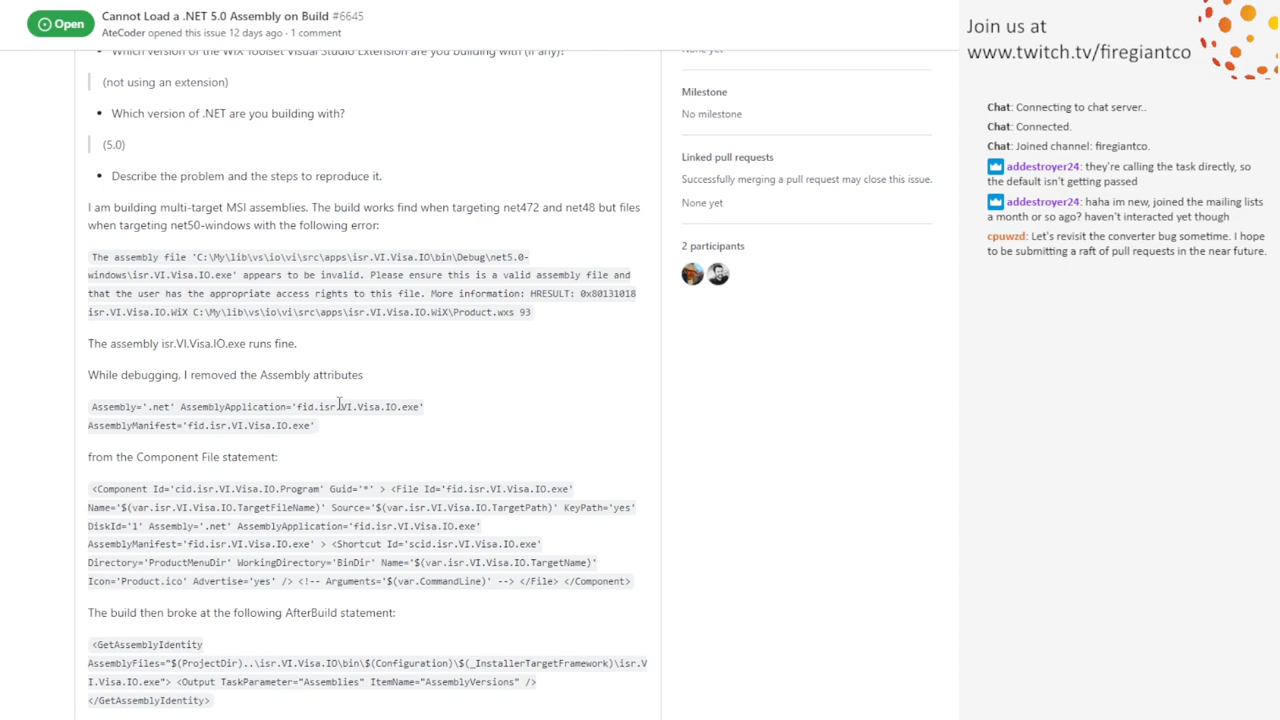 Open
Cannot Load a .NET 5.0 Assembly on Build #6645
AteCoder opened this issue 12 days ago · 1 comment
Which version of the WiX Toolset Visual Studio Extension are you building with (if any)?
(not using an extension)
Which version of .NET are you building with?
(5.0)
Describe the problem and the steps to reproduce it.
I am building multi-target MSI assemblies. The build works find when targeting net472 and net48 but files
when targeting net50-windows with the following error:
The assembly file 'C:\My\lib\vs\io\vi\src\apps\isr.VI.Visa.IO\bin\Debug\net5.0-
windows\isr.VI.Visa.IO.exe' appears to be invalid. Please ensure this is a valid assembly file and
that the user has the appropriate access rights to this file. More information: HRESULT: 0x80131018
isr.VI.Visa.IO.WiX C:\My\lib\vs\io\vi\src\apps\isr.VI.Visa.IO.WiX\Product.wxs 93
The assembly isr.VI.Visa.IO.exe runs fine.
While debugging, I removed the Assembly attributes
Assembly='.net' AssemblyApplication='fid.isr.VI.Visa.IO.exe'
AssemblyManifest='fid.isr.VI.Visa.IO.exe'
from the Component File statement:
<Component Id='cid.isr.VI.Visa.IO.Program' Guid='*' > <File Id='fid.isr.VI.Visa.IO.exe'
Name='$(var.isr.VI.Visa.IO.TargetFileName)' Source='$(var.isr.VI.Visa.IO.TargetPath)' KeyPath='yes'
DiskId='1' Assembly='.net' AssemblyApplication='fid.isr.VI.Visa.IO.exe'
AssemblyManifest='fid.isr.VI.Visa.IO.exe' > <Shortcut Id='scid.isr.VI.Visa.IO.exe'
Directory='ProductMenuDir' WorkingDirectory='BinDir' Name='$(var.isr.VI.Visa.IO.TargetName)'
Icon='Product.ico' Advertise='yes' /> <!-- Arguments='$(var.CommandLine)' --> </File> </Component>
The build then broke at the following AfterBuild statement:
<GetAssemblyIdentity
AssemblyFiles="$(ProjectDir)..\isr.VI.Visa.IO\bin\$(Configuration)\$(_InstallerTargetFramework)\isr.V
I.Visa.IO.exe"> <Output TaskParameter="Assemblies" ItemName="AssemblyVersions" />
</GetAssemblyIdentity>
Milestone
No milestone
Linked pull requests
Successfully merging a pull request may close this issue.
None yet
2 participants
Join us at
www.twitch.tv/firegiantco
Chat: Connecting to chat server..
Chat: Connected.
Chat: Joined channel: firegiantco.
addestroyer24: they're calling the task directly, so
the default isn't getting passed
addestroyer24: haha im new, joined the mailing lists
a month or so ago? haven't interacted yet though
cpuwzd: Let's revisit the converter bug sometime. I hope
to be submitting a raft of pull requests in the near future.